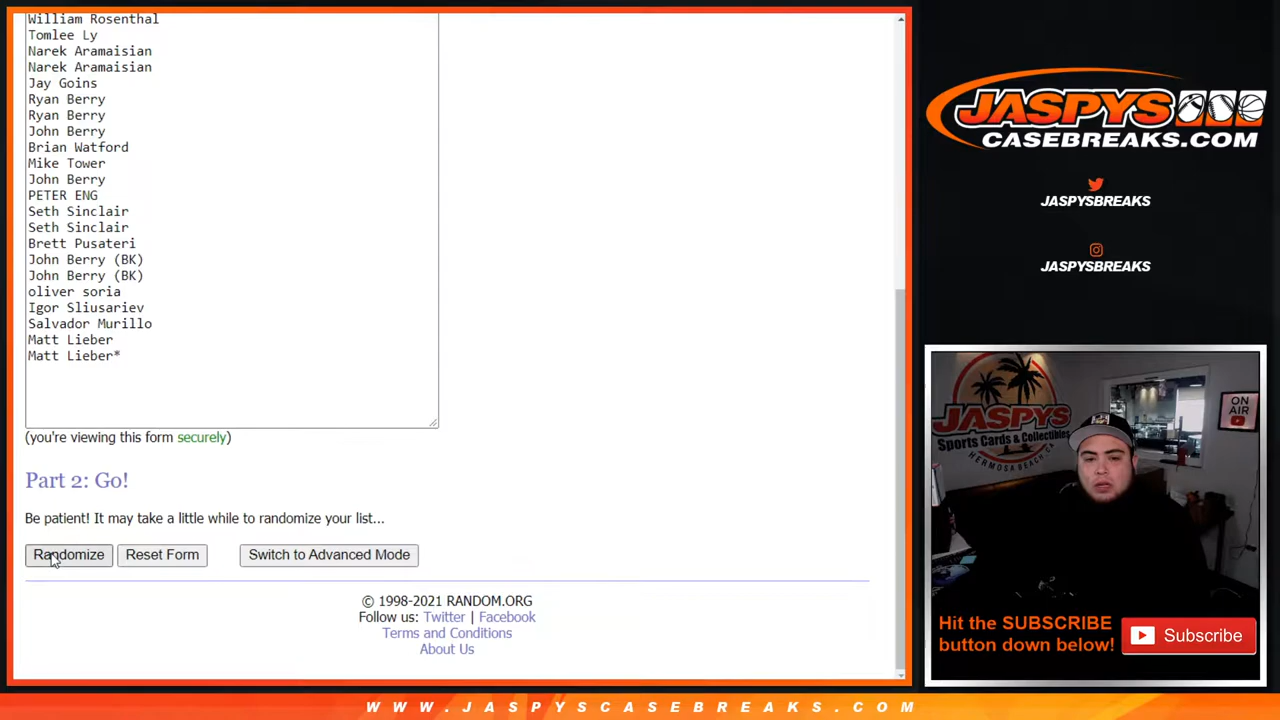 William Rosenthal
Tomlee Ly
Narek Aramaisian
Narek Aramaisian
Jay Goins
Ryan Berry
Ryan Berry
John Berry
Brian Watford
Mike Tower
John Berry
PETER ENG
Seth Sinclair
Seth Sinclair
Brett Pusateri
John Berry (BK)
John Berry (BK)
oliver soria
Igor Sliusariev
Salvador Murillo
Matt Lieber
Matt Lieber*
(you're viewing this form securely)
Part 2: Go!
Be patient! It may take a little while to randomize your list...
Randomize Reset Form Switch to Advanced Mode
© 1998-2021 RANDOM.ORG
Follow us: Twitter | Facebook
Terms and Conditions
About Us
JASPYS
CASEBREAKS.COM
JASPYSBREAKS
JASPYSBREAKS
JASPYS
Sports Cards & Collectibles
HERMOSA BEACH, CA
ON
AIR
Hit the SUBSCRIBE
button down below!
Subscribe
WWW.JASPYSCASEBREAKS.COM